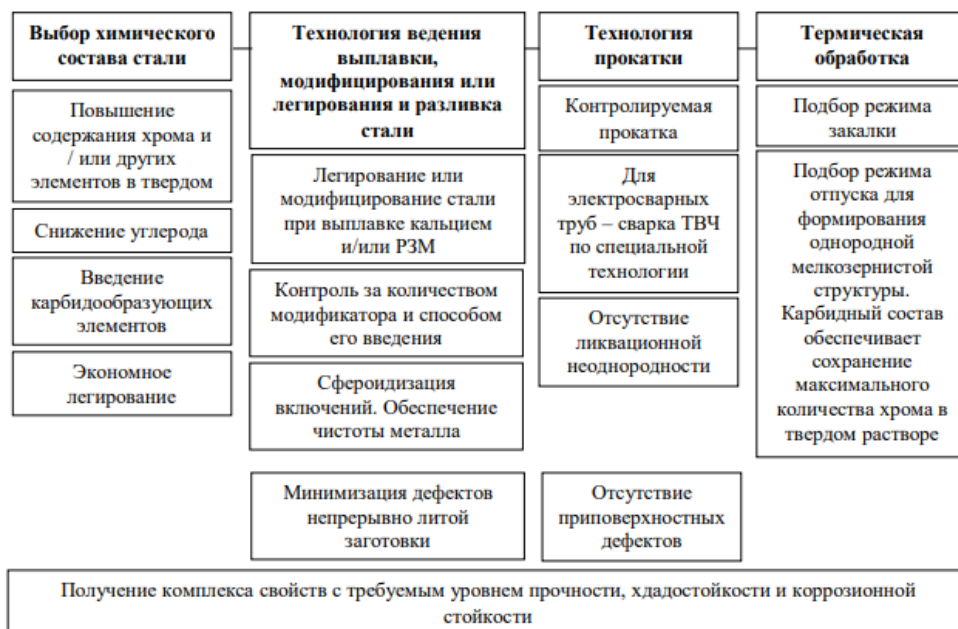 Выбор химического
состава стали
Повышение
содержания хрома и
/ или других
элементов в твердом
Снижение углерода
Введение
карбидообразующих
элементов
Экономное
легирование
Технология ведения
выплавки,
модифицирования или
легирования и разливка
стали
Легирование или
модифицирование стали
при выплавке кальцием
и/или РЗМ
Контроль за количеством
модификатора и способом
его введения
Сфероидизация
включений. Обеспечение
чистоты металла
Минимизация дефектов
непрерывно литой
заготовки
Технология
прокатки
Контролируемая
прокатка
Для
электросварных
труб – сварка ТВЧ
по специальной
технологии
Отсутствие
ликвационной
неоднородности
Отсутствие
приповерхностных
дефектов
Термическая
обработка
Подбор режима
закалки
Подбор режима
отпуска для
формирования
однородной
мелкозернистой
структуры.
Карбидный состав
обеспечивает
сохранение
максимального
количества хрома в
твердом растворе
Получение комплекса свойств с требуемым уровнем прочности, хдадостойкости и коррозионной
стойкости